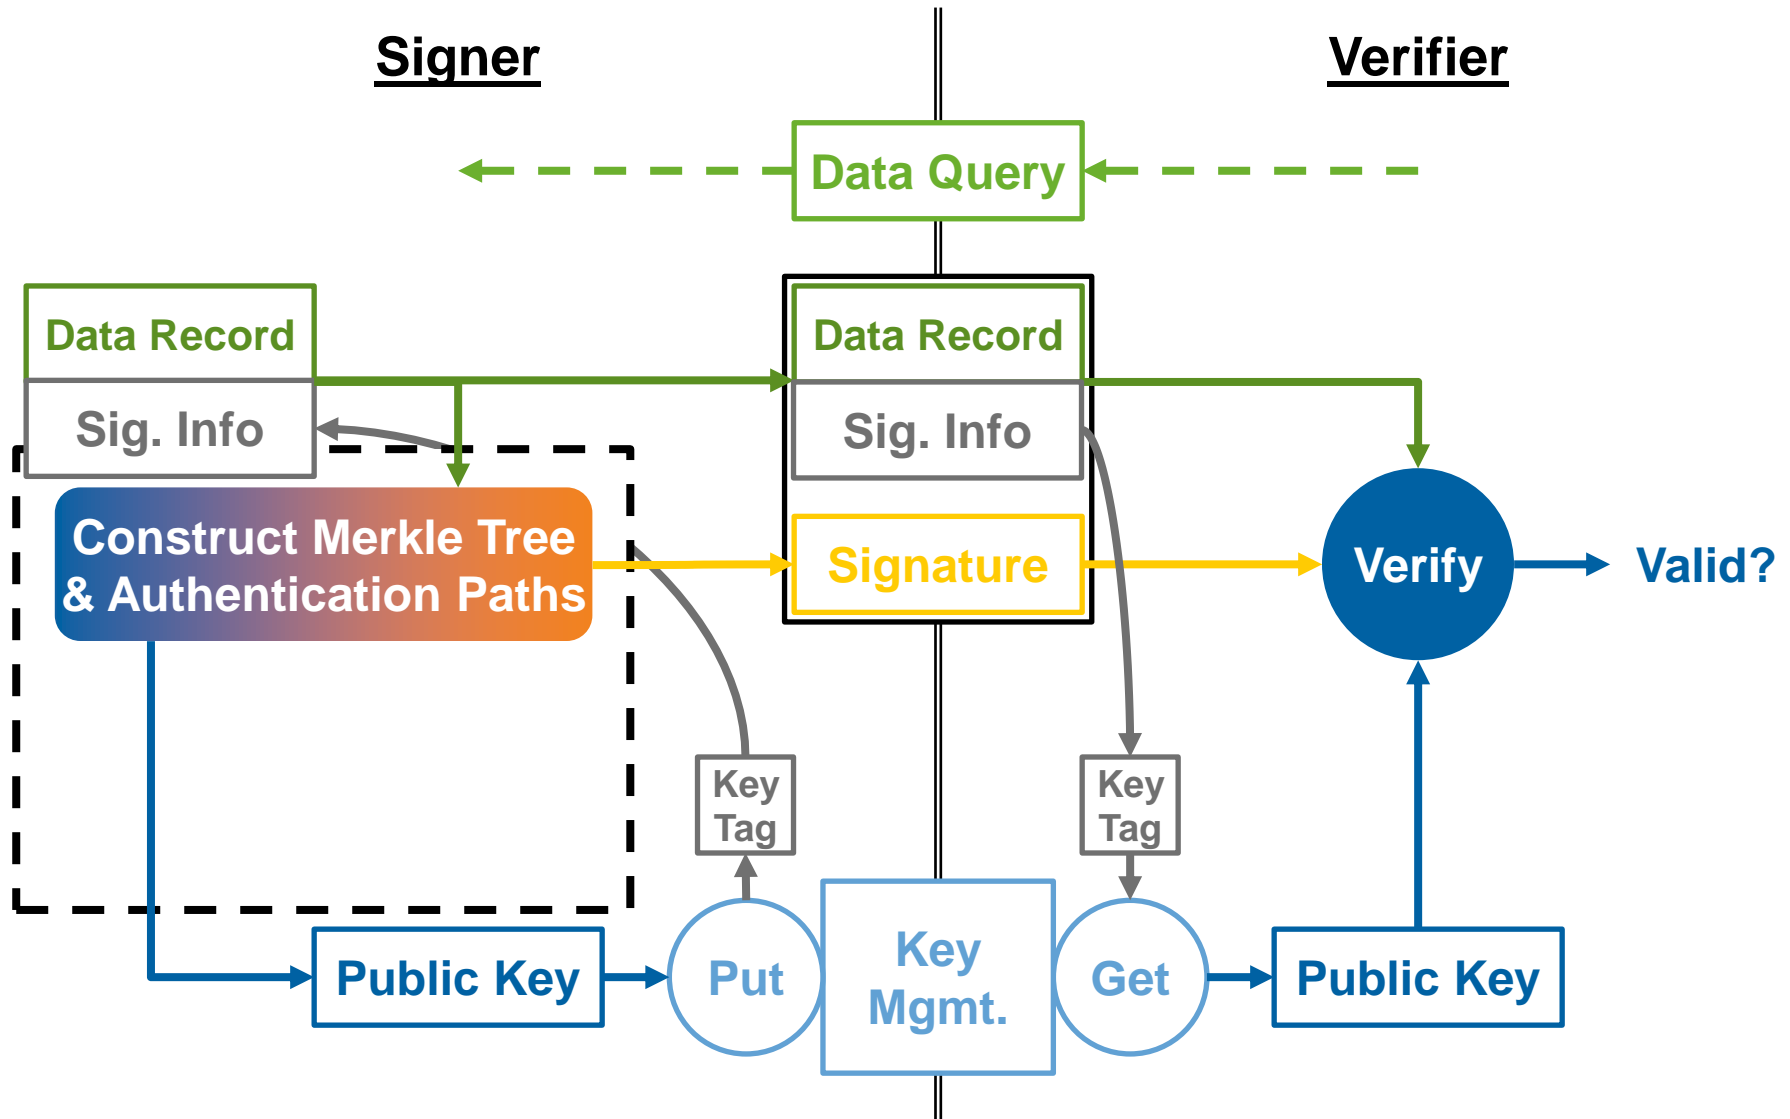 Signer
Verifier
Data Query
Data Record
Sig. Info
Data Record
Sig. Info
Construct Merkle Tree
& Authentication Paths
Signature
Verify
Valid?
Key
Tag
Key
Tag
Public Key
Put
Key
Mgmt.
Get
Public Key